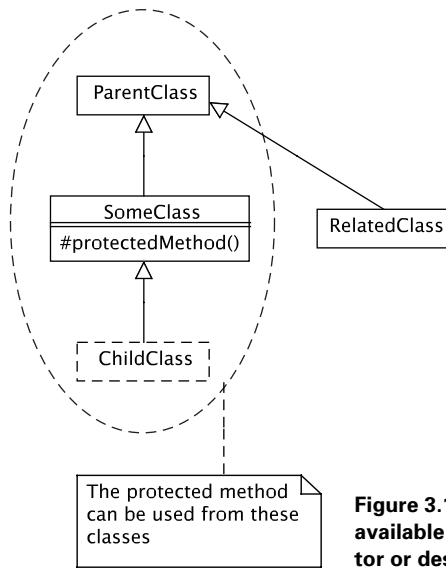 ParentClass
SomeClass
#protectedMethod()
RelatedClass
ChildClass
The protected method
can be used from these
classes
Figure 3.1
available
tor or des